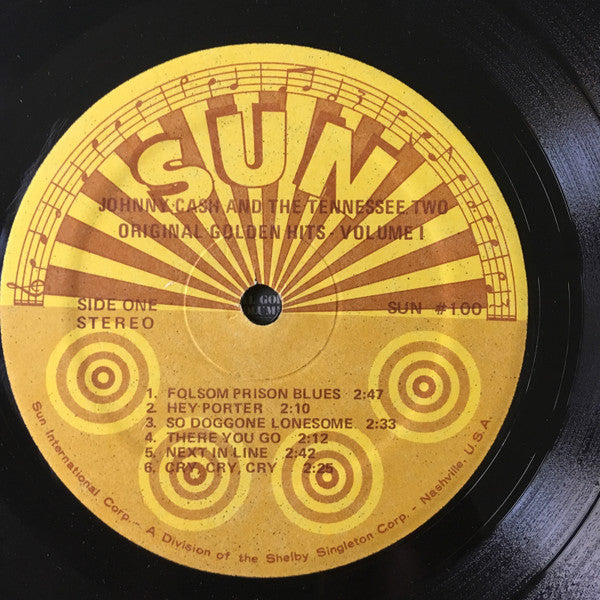 SUN
JOHNNY CASH AND THE TENNESSEE TWO
ORIGINAL GOLDEN HITS - VOLUME I
SIDE ONE
STEREO
SUN #100
1. FOLSOM PRISON BLUES 2:47
2. HEY PORTER 2:10
3. SO DOGGONE LONESOME 2:33
4. THERE YOU GO 2:12
5. NEXT IN LINE 2:42
6. CRY, CRY, CRY 2:25
Sun International Corp. - A Division of the Shelby Singleton Corp. - Nashville, U.S.A.